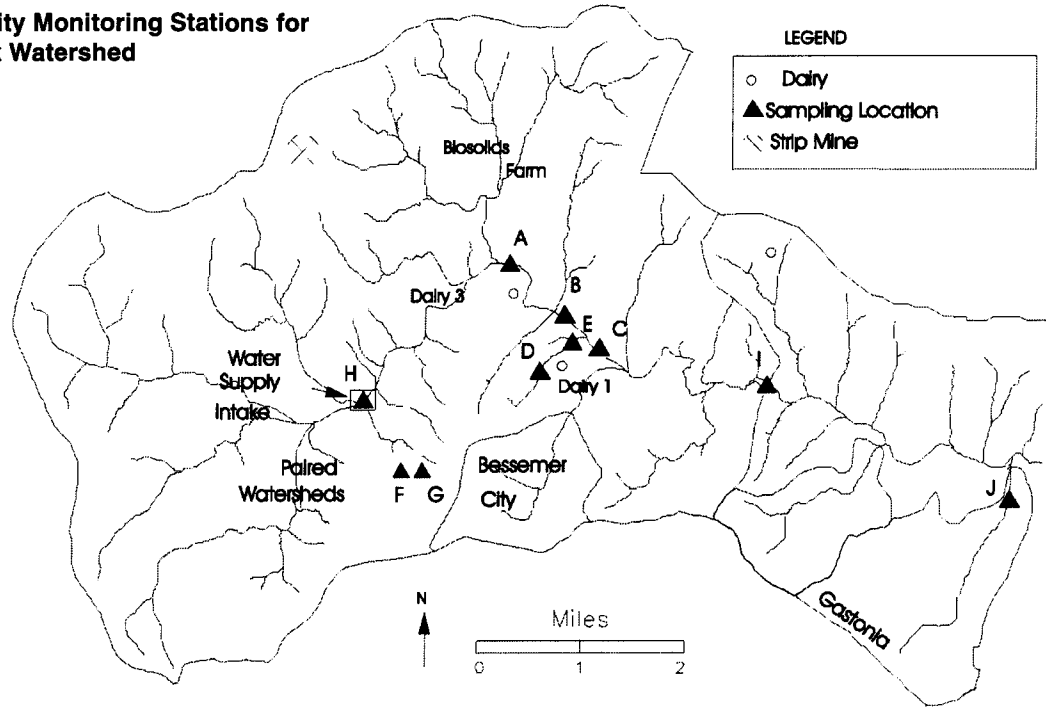 ity Monitoring Stations for
Watershed
LEGEND
Dairy
Sampling Location
Strip Mine
Biosolids
Farm
A
Dairy 3
B
E
C
D
Dairy 1
Water
Supply
Intake
H
I
Paired
Watersheds
F
G
Bessemer
City
J
Gastonia
N
Miles
0 1 2